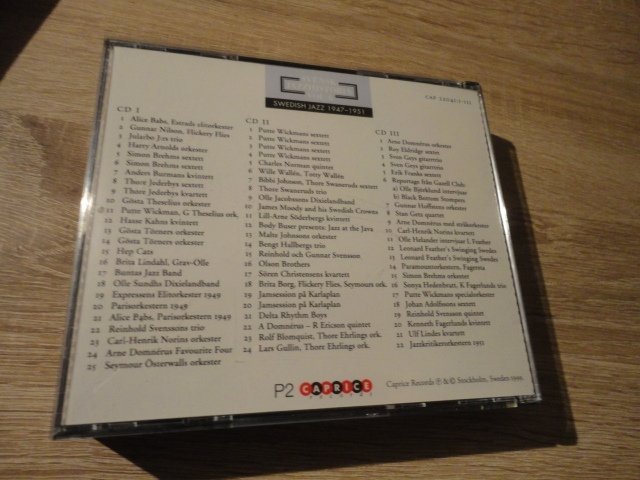 SVENSK
JAZZHISTORIA
SWEDISH JAZZ 1947–1951
CAP 22042:1-III
CD I
1 Alice Babs, Estrads elitorkester
2 Gunnar Nilson, Flickery Flies
3 Jularbo J:rs trio
4 Harry Arnolds orkester
5 Simon Brehms sextett
6 Simon Brehms sextett
7 Anders Burmans kvintett
8 Thore Jederbys sextett
9 Thore Jederbys kvartett
10 Gösta Theselius orkester
11 Putte Wickman, G Theselius ork.
12 Hasse Kahns kvintett
13 Gösta Törners orkester
14 Gösta Törners orkester
15 Hep Cats
16 Brita Lindahl, Grav-Olle
17 Buntas Jazz Band
18 Olle Sundhs Dixielandband
19 Expressens Elitorkester 1949
20 Parisorkestern 1949
21 Alice Babs, Parisorkestern 1949
22 Reinhold Svenssons trio
23 Carl-Henrik Norins orkester
24 Arne Domnérus Favourite Four
25 Seymour Österwalls orkester
CD II
1 Putte Wickmans sextett
2 Putte Wickmans sextett
3 Putte Wickmans sextett
4 Putte Wickmans sextett
5 Charles Norman quintet
6 Wille Wallén, Totty Wallén
7 Bibbi Johnson, Thore Swaneruds sextett
8 Thore Swaneruds trio
9 Olle Jacobssons Dixielandband
10 James Moody and his Swedish Crowns
11 Lill-Arne Söderbergs kvintett
12 Body Buser presents: Jazz at the Java
13 Malte Johnsons orkester
14 Bengt Hallbergs trio
15 Reinhold och Gunnar Svensson
16 Olson Brothers
17 Sören Christensens kvartett
18 Brita Borg, Flickery Flies, Seymours ork.
19 Jamsession på Karlaplan
20 Jamsession på Karlaplan
21 Delta Rhythm Boys
22 A Domnérus – R Ericson quintet
23 Rolf Blomquist, Thore Ehrlings ork.
24 Lars Gullin, Thore Ehrlings ork.
CD III
1 Arne Domnérus orkester
2 Roy Eldridge sextet
3 Sven Geys gitarrtrio
4 Sven Geys gitarrtrio
5 Erik Franks sextett
6 Reportage från Gazell Club:
a) Olle Björklund intervjuar
b) Black Bottom Stompers
7 Gunnar Hoffstens orkester
8 Stan Getz quartet
9 Arne Domnérus med stråkorkester
10 Carl-Henrik Norins kvartett
11 Olle Helander intervjuar L Feather
12 Leonard Feather's Swinging Swedes
13 Leonard Feather's Swinging Swedes
14 Paramountorkestern, Fagersta
15 Simon Brehms orkester
16 Sonya Hedenbratt, K Fagerlunds trio
17 Putte Wickmans specialorkester
18 Johan Adolfssons sextett
19 Reinhold Svensson quintet
20 Kenneth Fagerlunds kvintett
21 Ulf Lindes kvartett
22 Jazzkritikerorkestern 1951
P2 CAPRICE
RECORDS
Caprice Records ℗ & © Stockholm, Sweden 1999